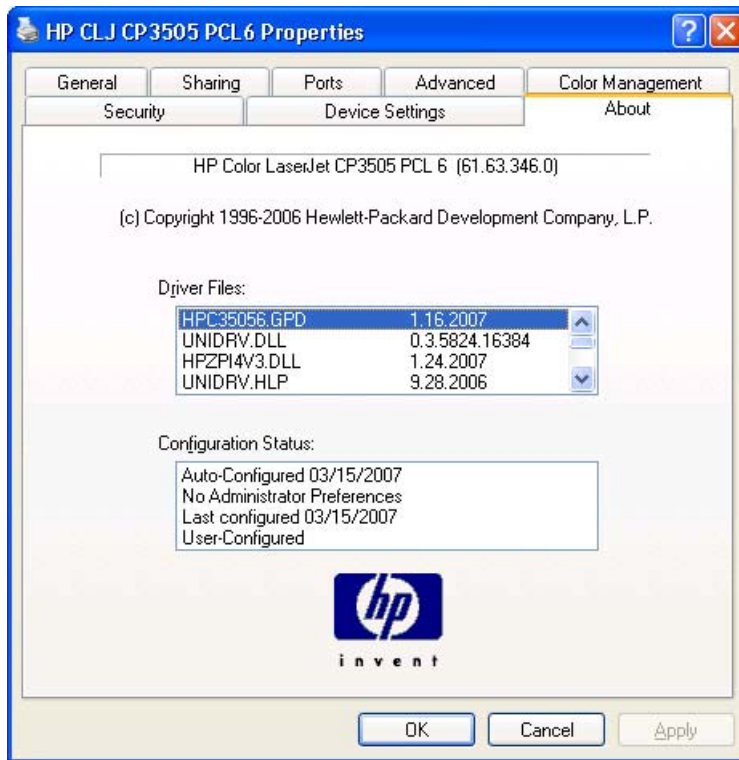 HP CLJ CP3505 PCL6 Properties
General Sharing Ports Advanced Color Management
Security Device Settings About
HP Color LaserJet CP3505 PCL 6 (61.63.346.0)
(c) Copyright 1996-2006 Hewlett-Packard Development Company, L.P.
Driver Files:
HPC35056.GPD 1.16.2007
UNIDRV.DLL 0.3.5824.16384
HPZPI4V3.DLL 1.24.2007
UNIDRV.HLP 9.28.2006
Configuration Status:
Auto-Configured 03/15/2007
No Administrator Preferences
Last configured 03/15/2007
User-Configured
hp
invent
OK Cancel Apply